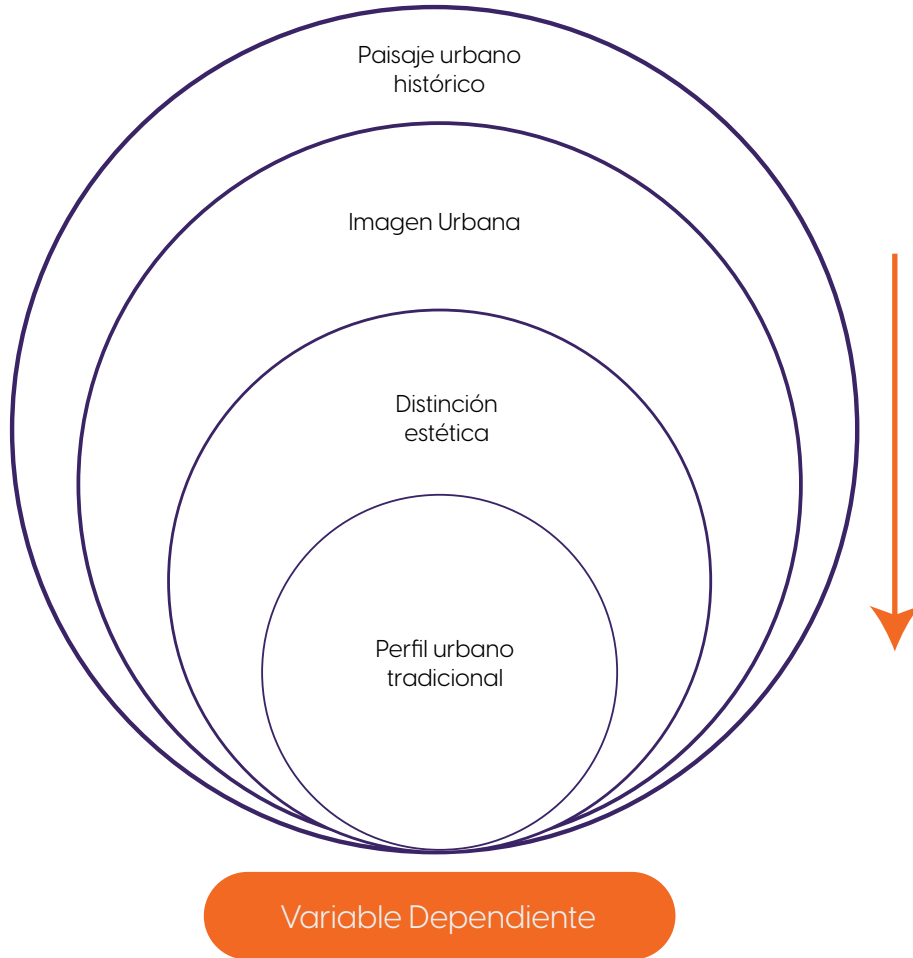 Paisaje urbano
histórico
Imagen Urbana
Distinción
estética
Perfil urbano
tradicional
Variable Dependiente